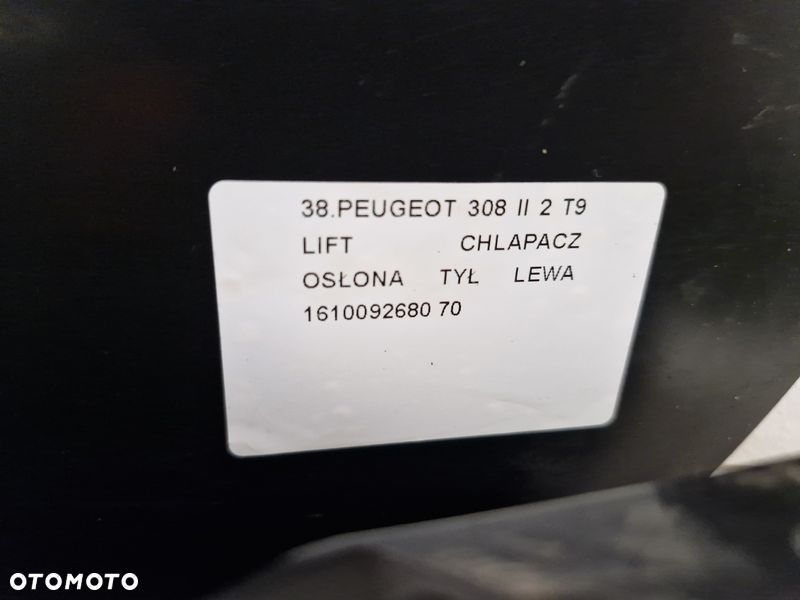 38.PEUGEOT 308 II 2 T9
LIFT CHLAPACZ
OSŁONA TYŁ LEWA
1610092680 70
OTOMOTO